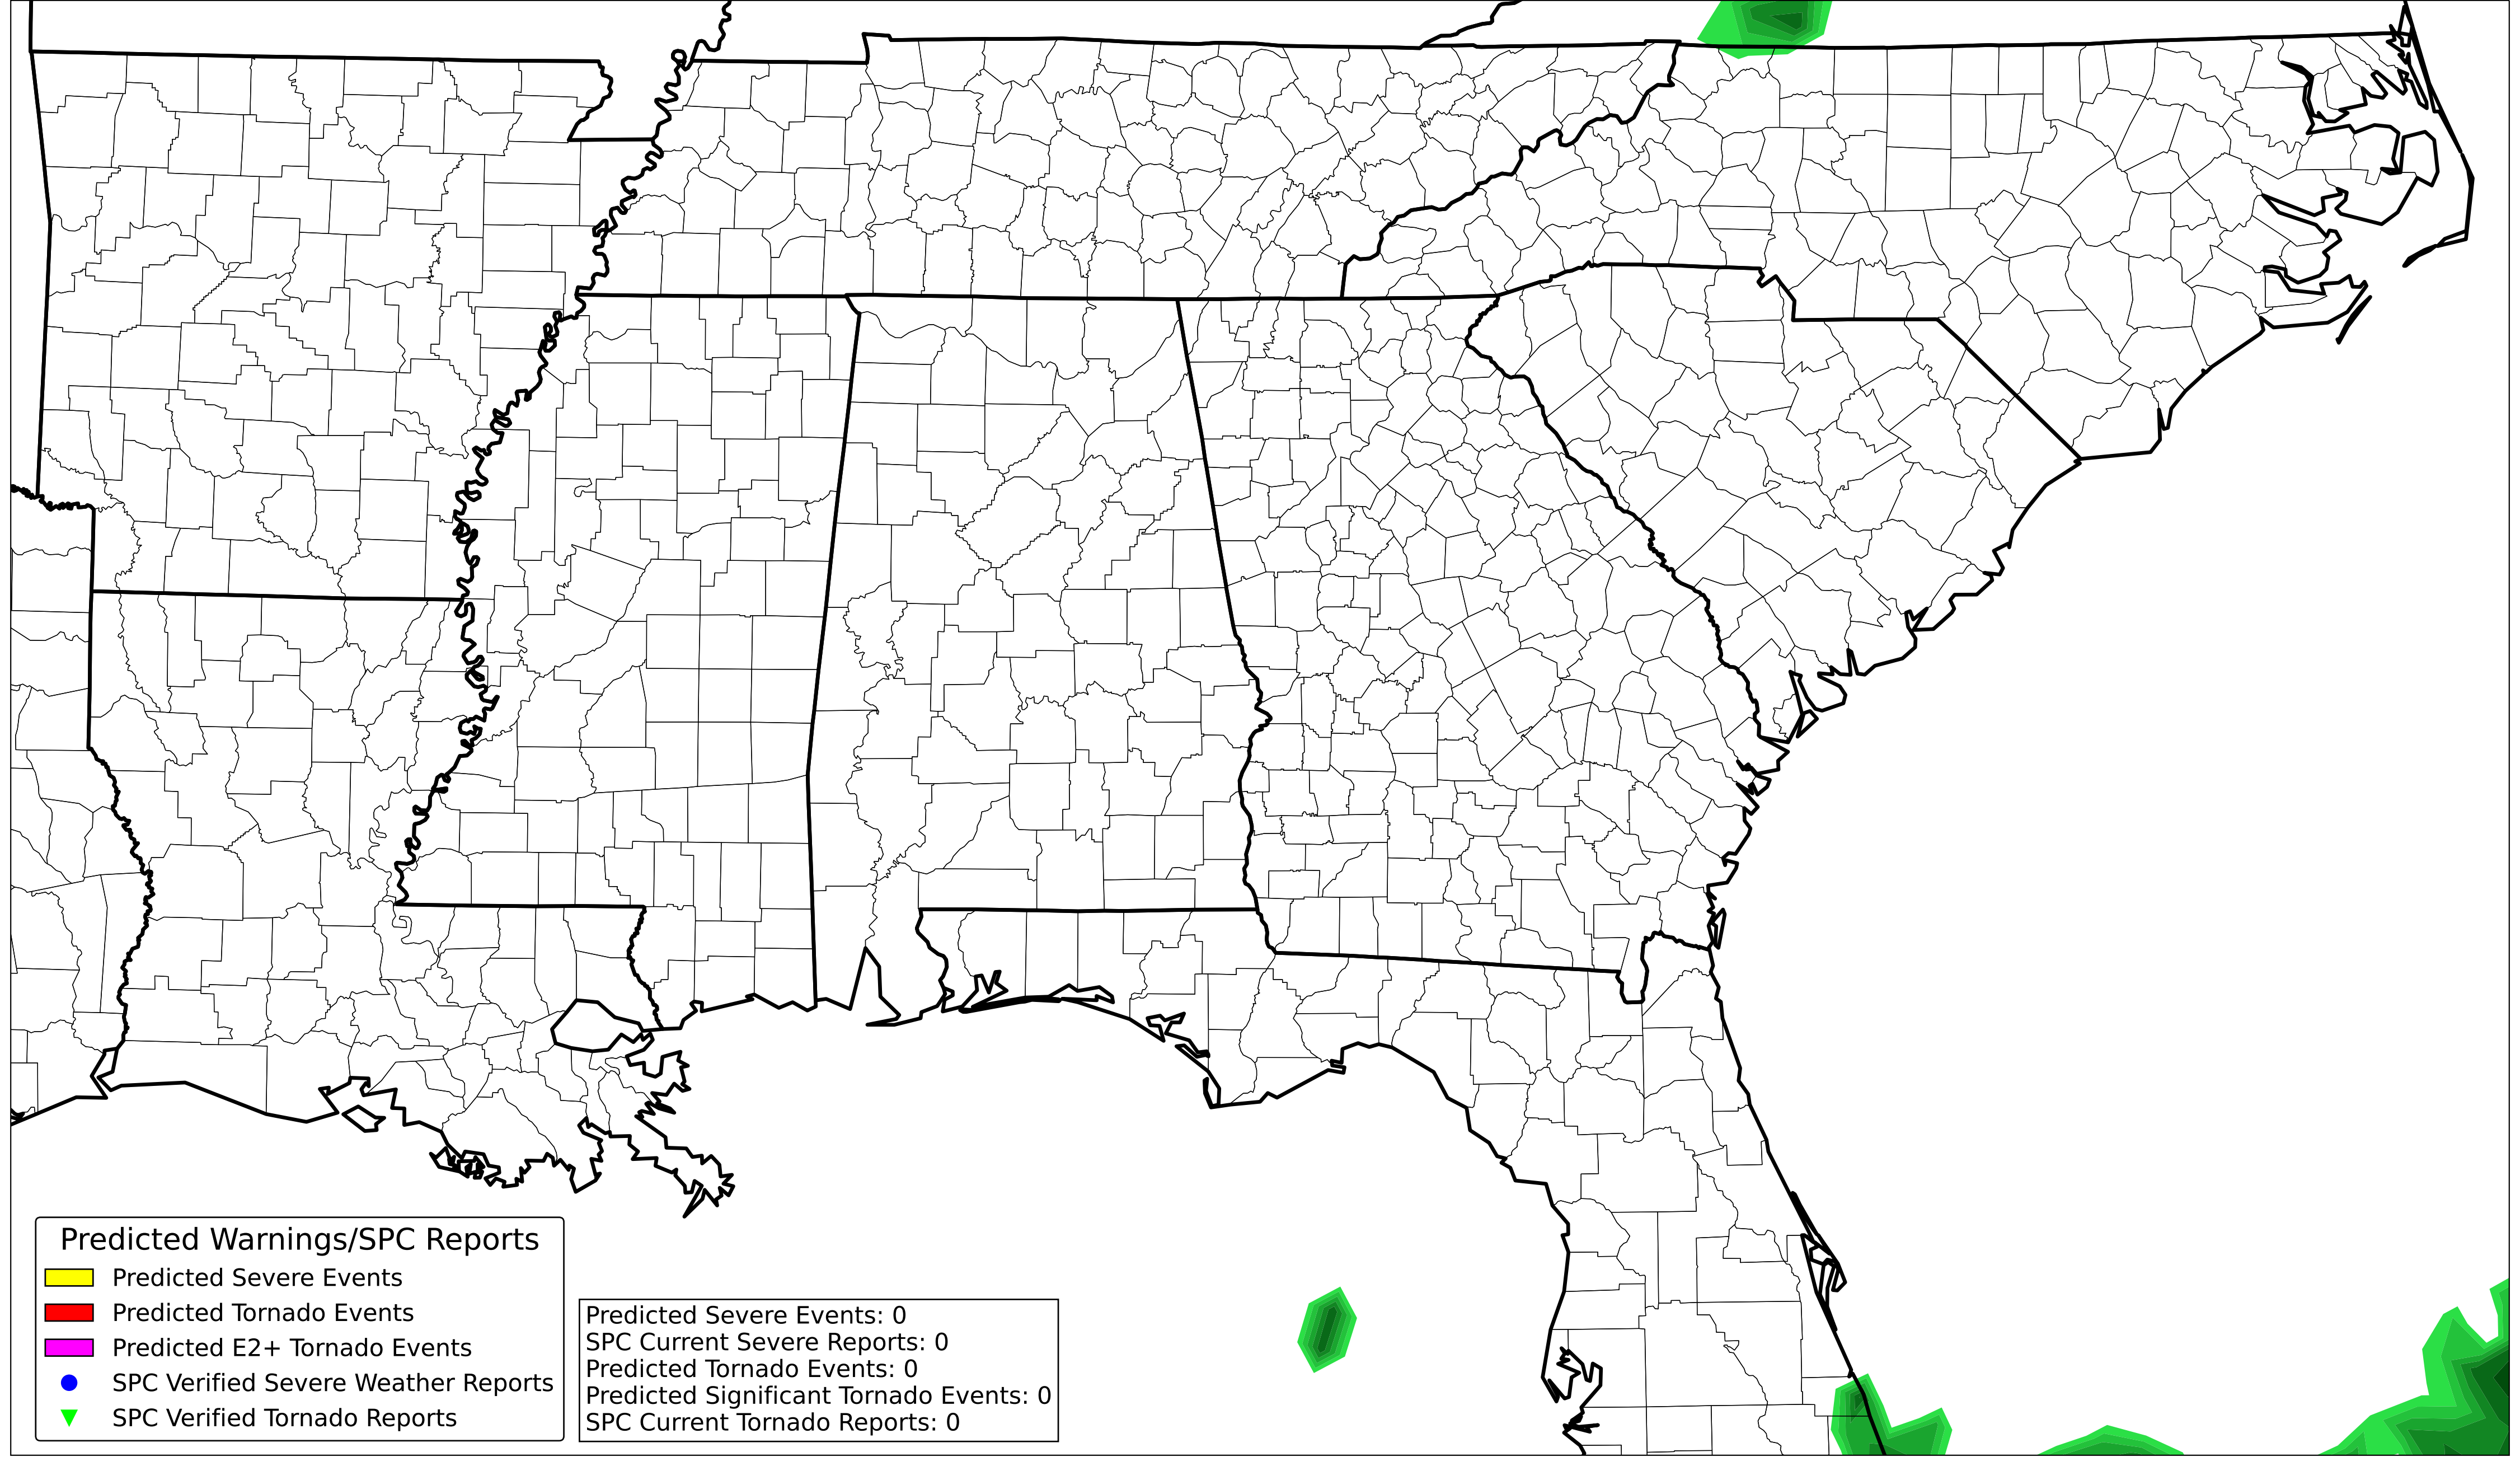 Predicted Warnings/SPC Reports
Predicted Severe Events
Predicted Tornado Events
Predicted E2+ Tornado Events
SPC Verified Severe Weather Reports
SPC Verified Tornado Reports
Predicted Severe Events: 0
SPC Current Severe Reports: 0
Predicted Tornado Events: 0
Predicted Significant Tornado Events: 0
SPC Current Tornado Reports: 0